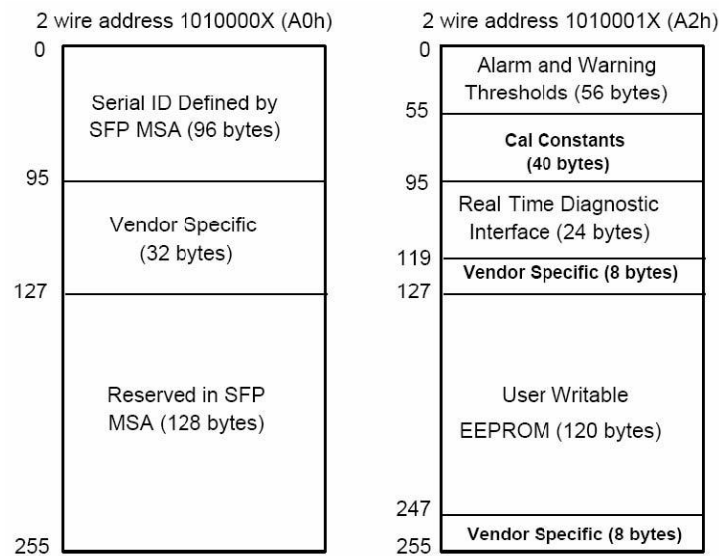 2 wire address 1010000X (A0h)
0
Serial ID Defined by
SFP MSA (96 bytes)
95
Vendor Specific
(32 bytes)
127
Reserved in SFP
MSA (128 bytes)
255
2 wire address 1010001X (A2h)
0
Alarm and Warning
Thresholds (56 bytes)
55
Cal Constants
(40 bytes)
95
Real Time Diagnostic
Interface (24 bytes)
119
Vendor Specific (8 bytes)
127
User Writable
EEPROM (120 bytes)
247
Vendor Specific (8 bytes)
255